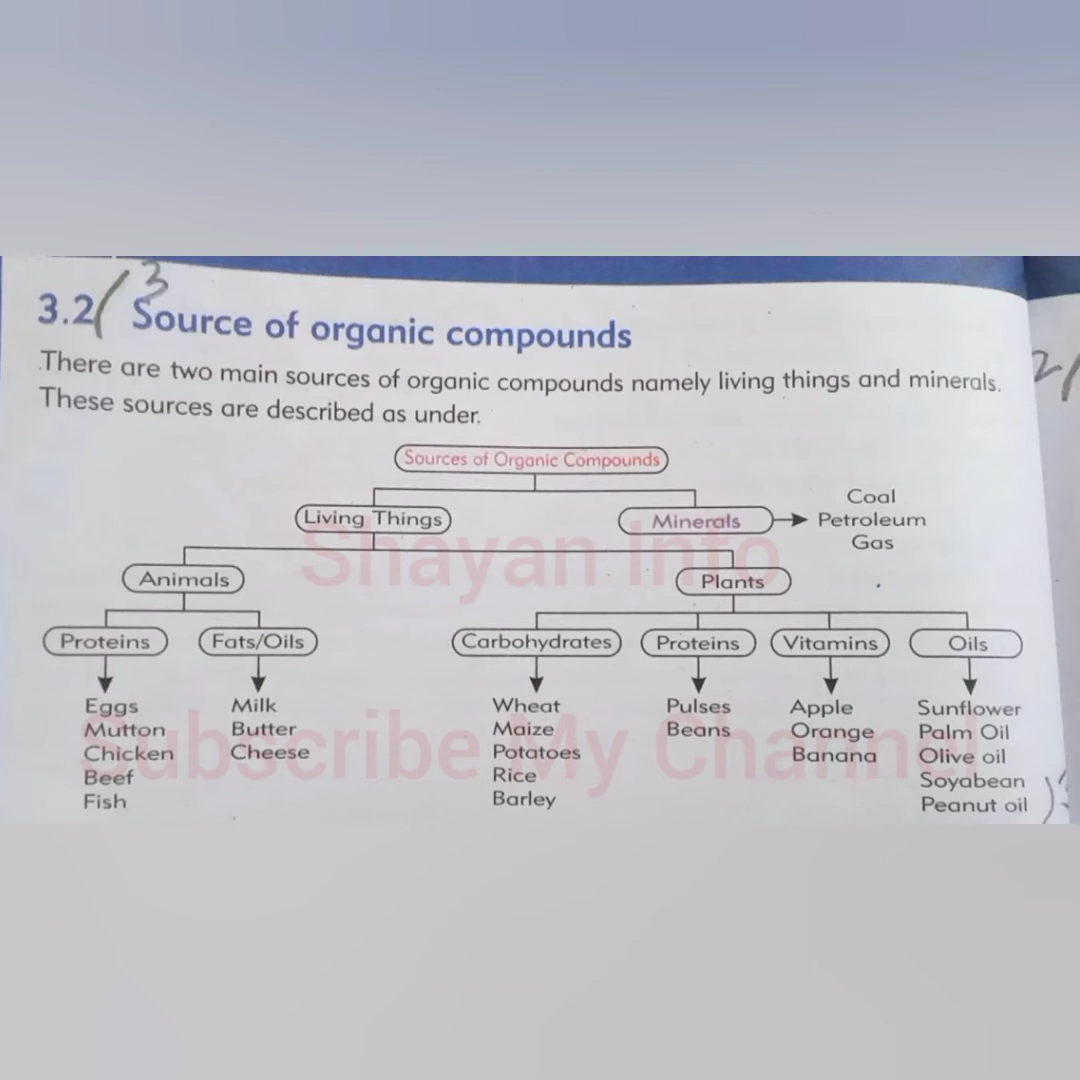 3.2
3
Source of organic compounds
There are two main sources of organic compounds namely living things and minerals.
These sources are described as under.
Sources of Organic Compounds
Living Things
Minerals
Coal
Petroleum
Gas
Animals
Plants
Proteins
Fats/Oils
Carbohydrates
Proteins
Vitamins
Oils
Eggs
Mutton
Chicken
Beef
Fish
Milk
Butter
Cheese
Wheat
Maize
Potatoes
Rice
Barley
Pulses
Beans
Apple
Orange
Banana
Sunflower
Palm Oil
Olive oil
Soyabean
Peanut oil
Shayan Info
Subscribe My Channel
2